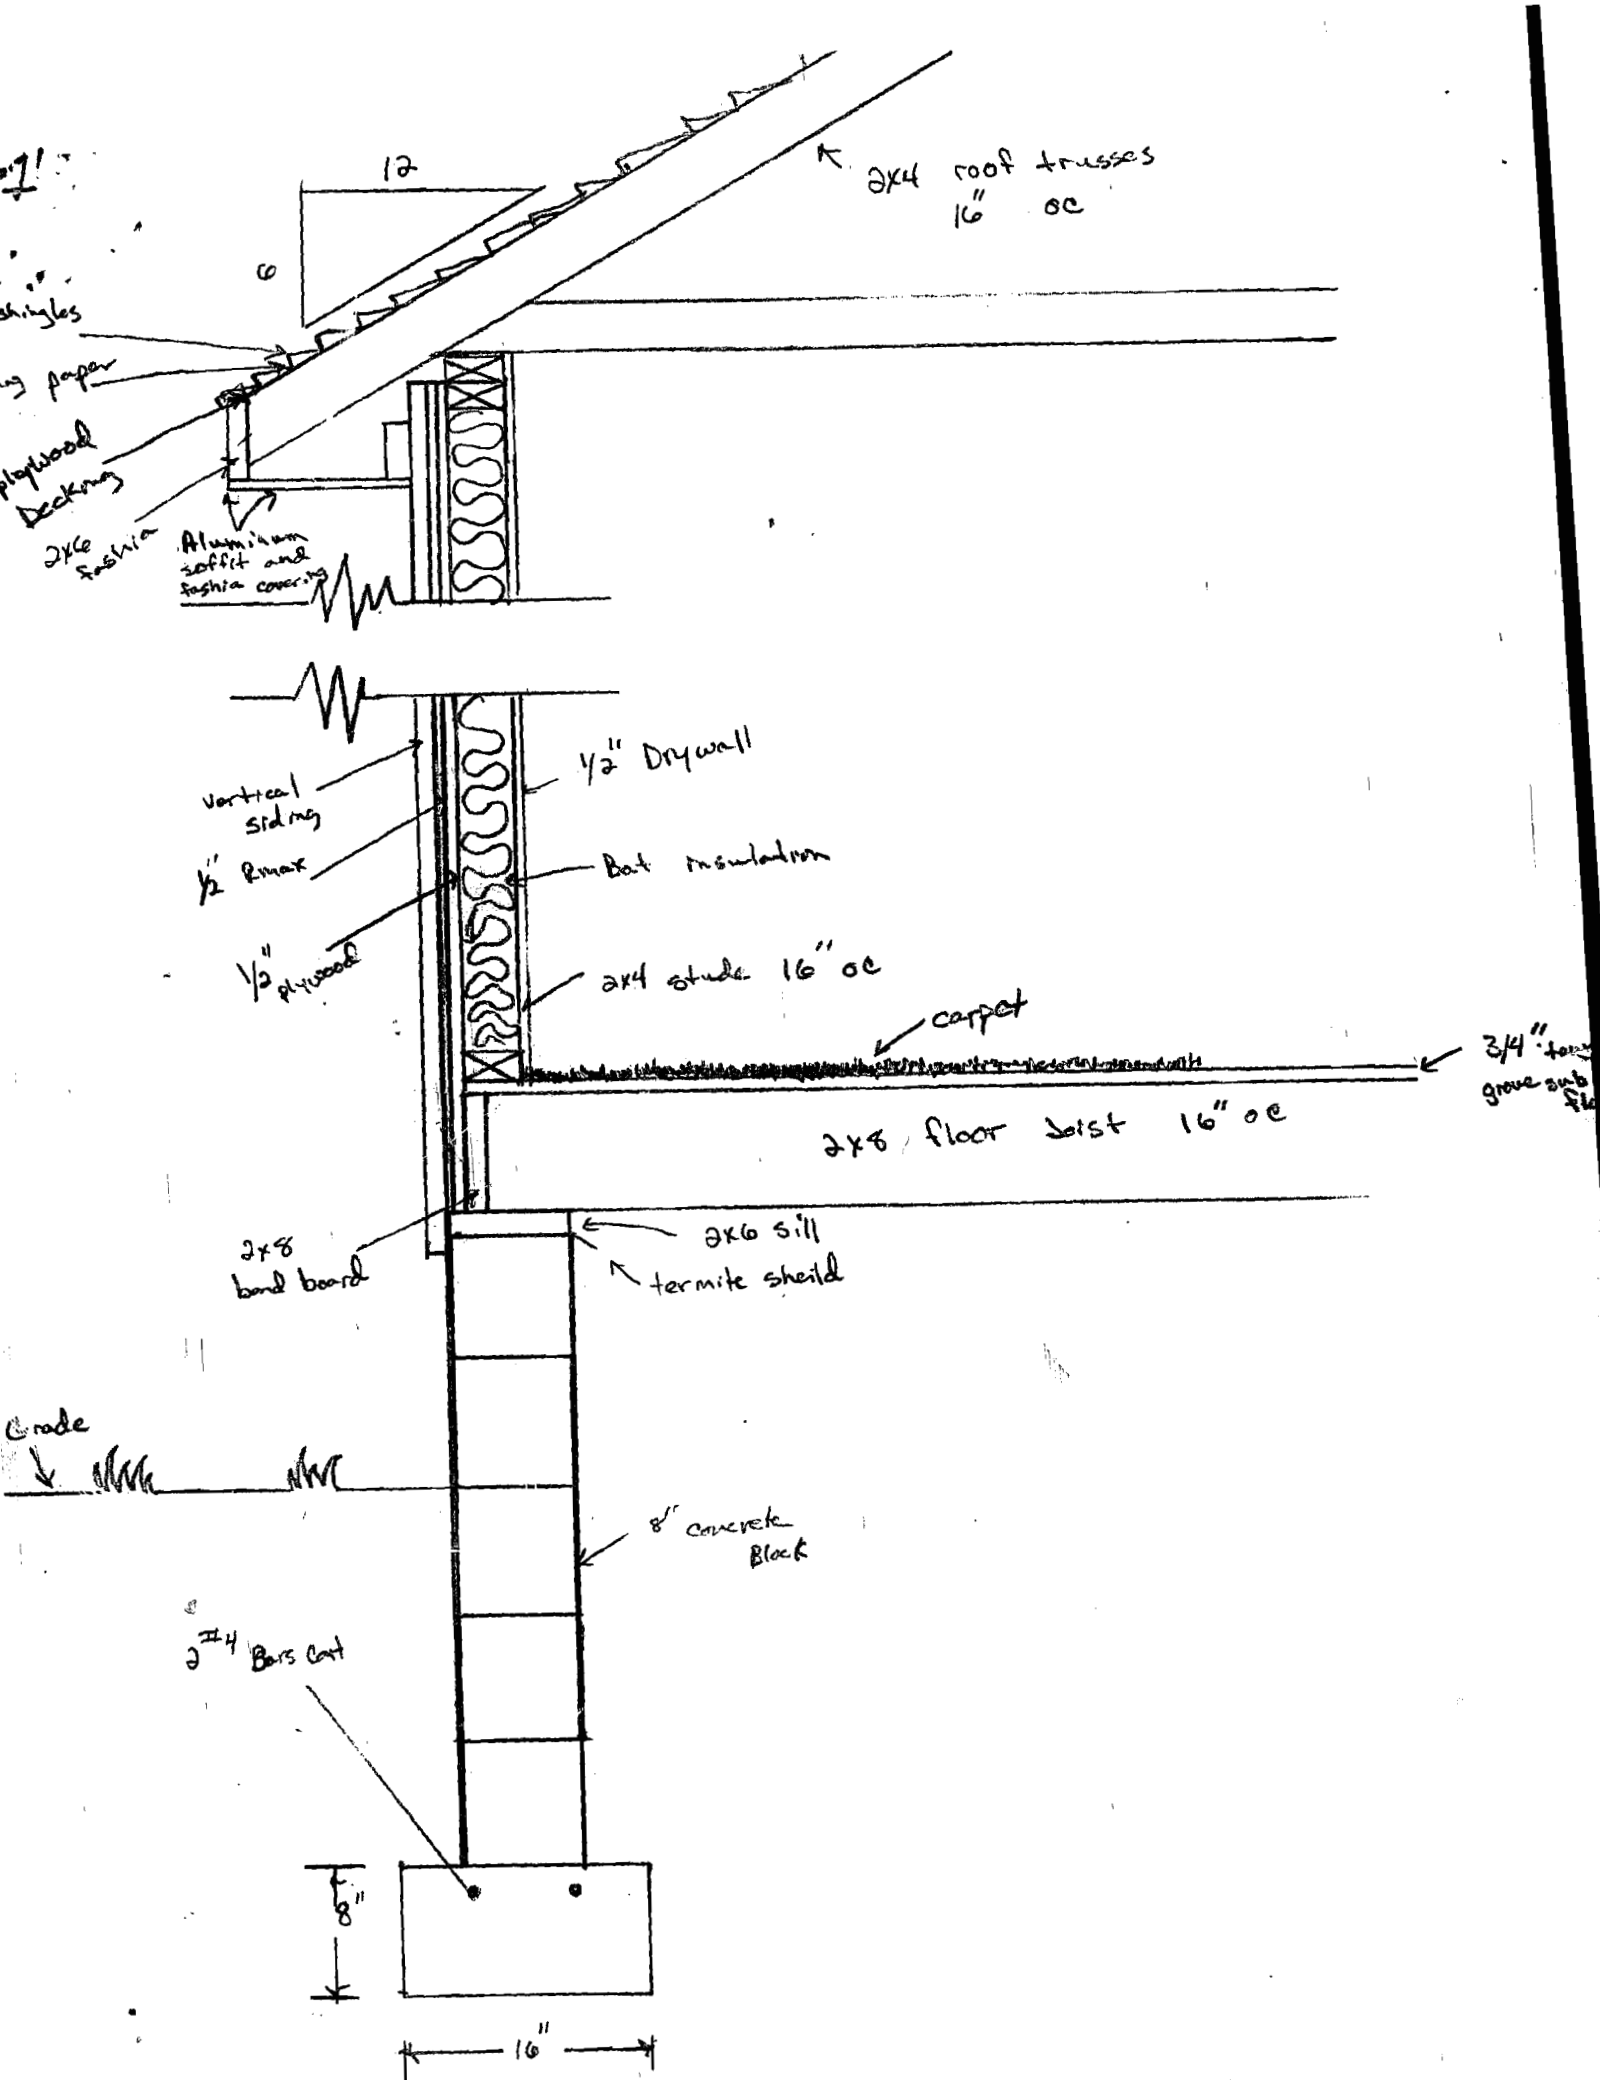 12
6
2x4 roof trusses
16" oc
shingles
paper
plywood
Decking
2x6
fashia
Aluminum
soffit and
fashia covering
1/2" Drywall
vertical
siding
1/2" Rmax
Bat insulation
1/2"
plywood
2x4 studs 16" oc
carpet
3/4"
grove sub
2x8 floor Joist 16" oc
2x8
band board
2x6 sill
termite sheild
Grade
8" concrete
Block
2 #4 Bars Cont
8"
16"